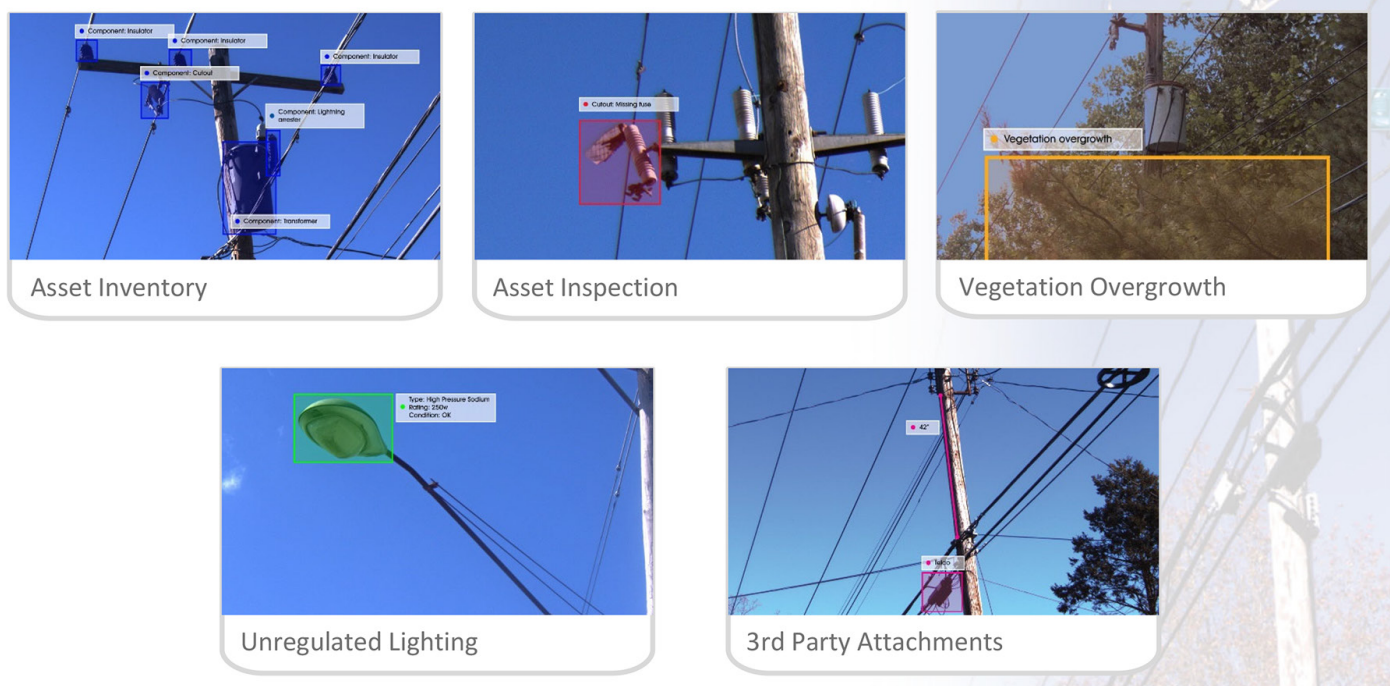 Component: Insulator
Component: Insulator
Component: Insulator
Component: Cutout
Component: Lightning
arrester
Component: Transformer
Asset Inventory
Cutout: Missing fuse
Asset Inspection
Vegetation overgrowth
Vegetation Overgrowth
Type: High Pressure Sodium
Rating: 250w
Condition: OK
Unregulated Lighting
42"
Telco
3rd Party Attachments